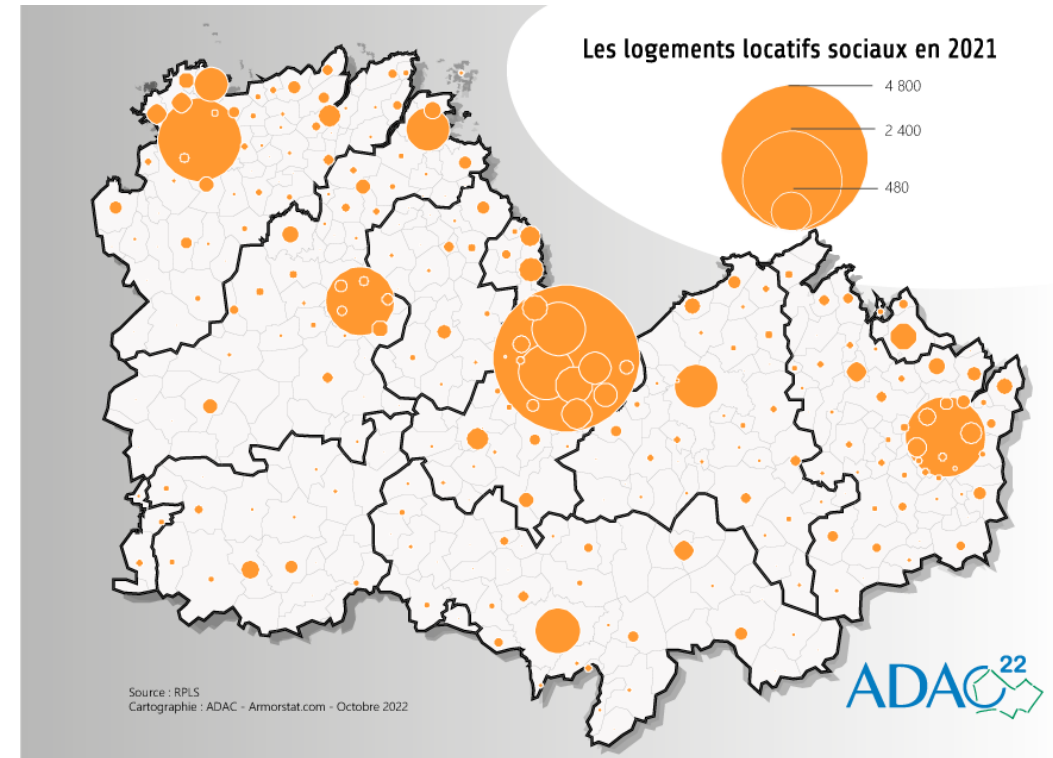 Les logements locatifs sociaux en 2021
4 800
2 400
480
Source : RPLS
Cartographie : ADAC - Armorstat.com - Octobre 2022
ADAC 22